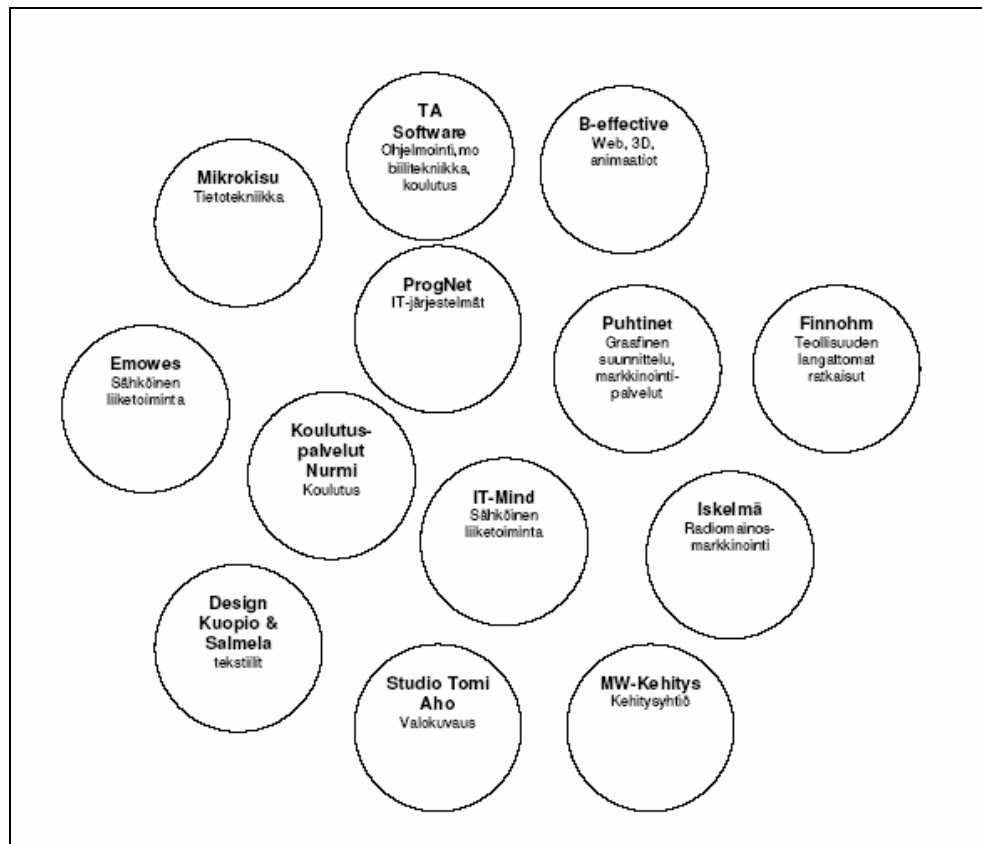 TA
Software
Ohjelmointi,mo
biilitekniikka,
koulutus
B-effective
Web, 3D,
animaatiot
Mikrokisu
Tietotekniikka
ProgNet
IT-järjestelmät
Puhtinet
Graafinen
suunnittelu,
markkinointi-
palvelut
Finnohm
Teollisuuden
langattomat
ratkaisut
Emowes
Sähköinen
liiketoiminta
Koulutus-
palvelut
Nurmi
Koulutus
IT-Mind
Sähköinen
liiketoiminta
Iskelmä
Radiomainos-
markkinointi
Design
Kuopio &
Salmela
tekstiilit
Studio Tomi
Aho
Valokuvaus
MW-Kehitys
Kehitysyhtiö